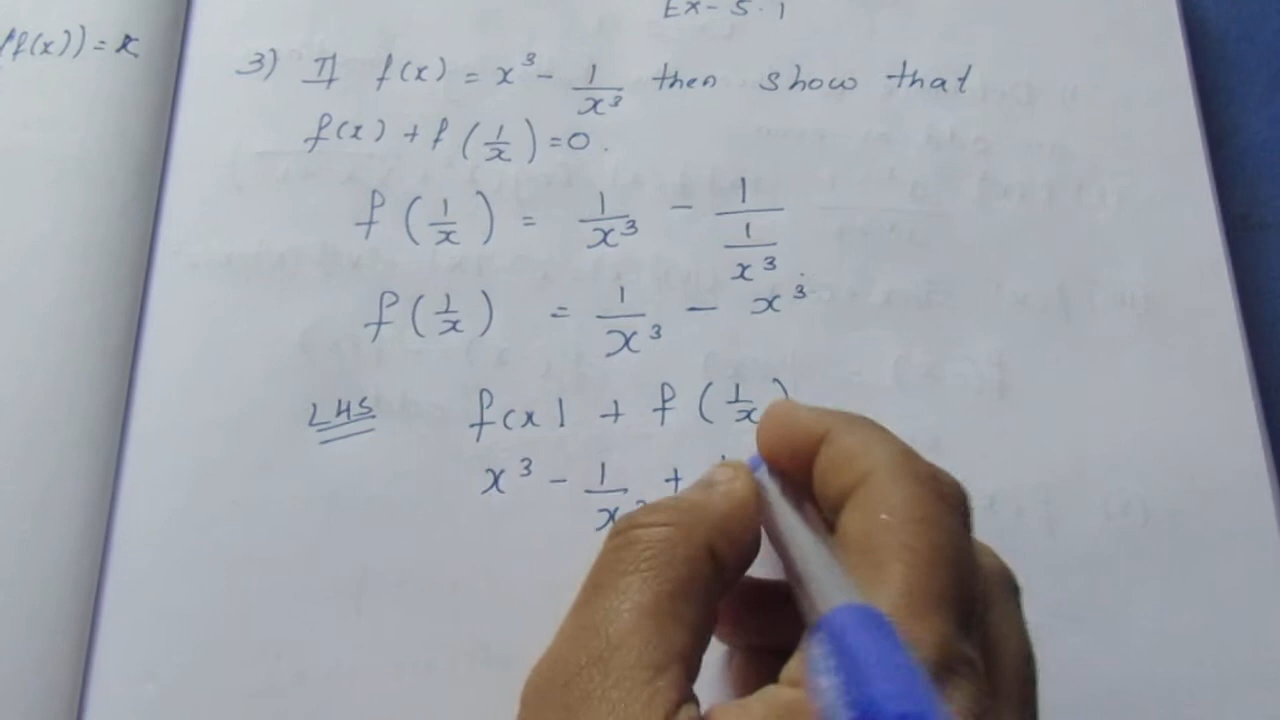 f(x)) = x
Ex - 5.1
3) If f(x) = x³ - 1/x³ then show that
f(x) + f(1/x) = 0.
f(1/x) = 1/x³ - 1/(1/x³)
f(1/x) = 1/x³ - x³
LHS f(x) + f(1/x)
x³ - 1/x³ +